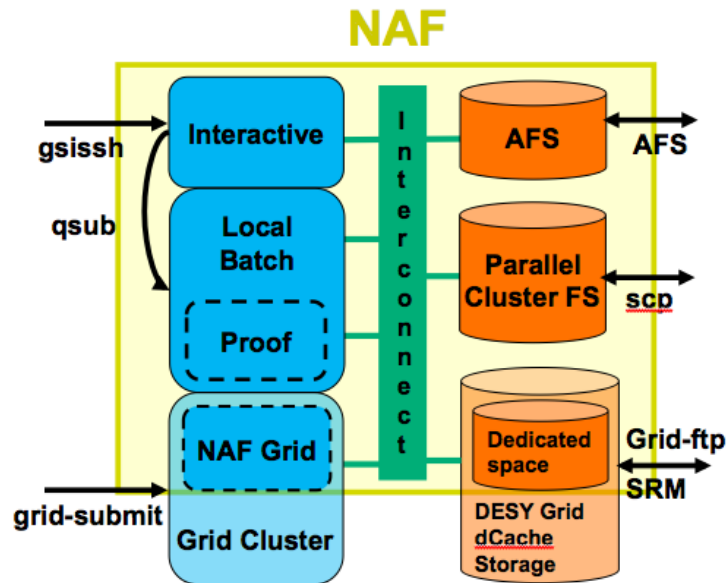 NAF
gsissh
Interactive
qsub
Local
Batch
Proof
NAF Grid
grid-submit
Grid Cluster
Interconnect
AFS
AFS
Parallel
Cluster FS
scp
Dedicated
space
Grid-ftp
SRM
DESY Grid
dCache
Storage